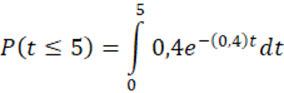 P(t ≤ 5) = ∫₀⁵ 0,4e^{−(0,4)t} dt